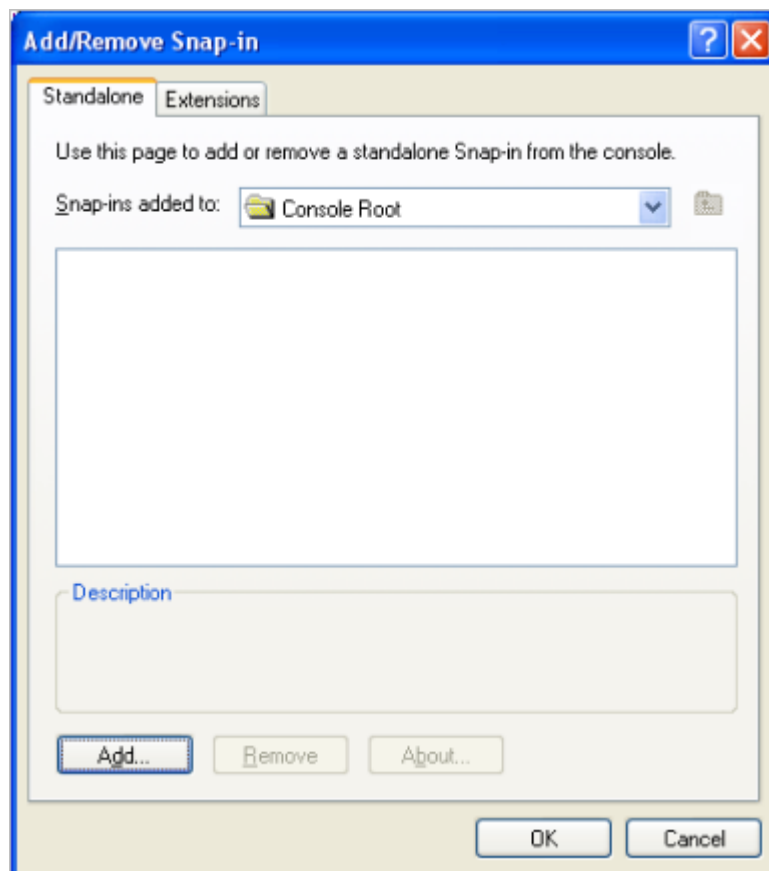 Add/Remove Snap-in
Standalone Extensions
Use this page to add or remove a standalone Snap-in from the console.
Snap-ins added to: Console Root
Description
Add... Remove About...
OK Cancel